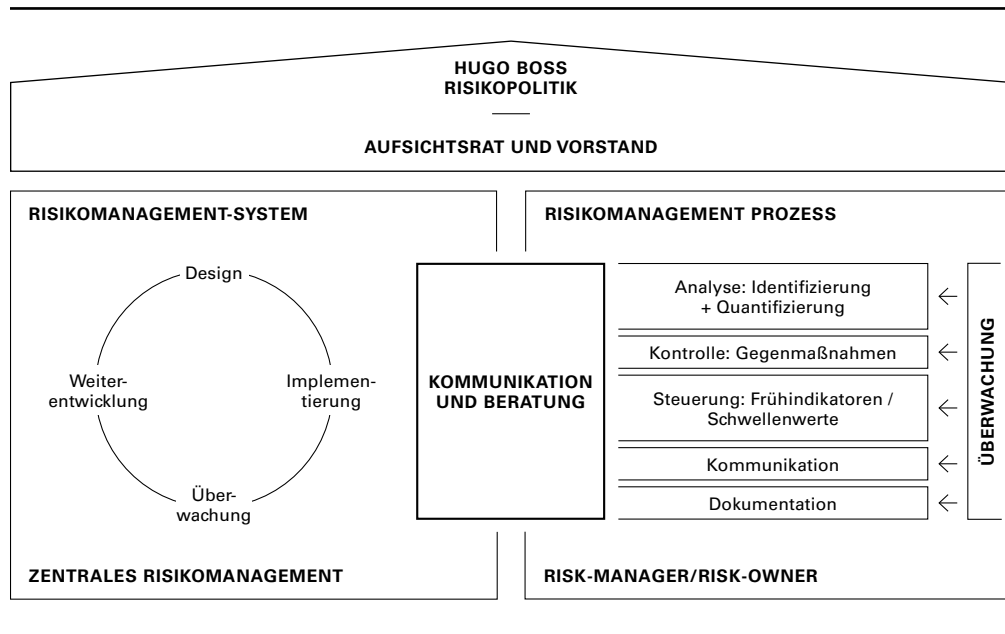 HUGO BOSS
RISIKOPOLITIK
AUFSICHTSRAT UND VORSTAND
RISIKOMANAGEMENT-SYSTEM
Design
Weiter-
entwicklung
Implemen-
tierung
Über-
wachung
ZENTRALES RISIKOMANAGEMENT
KOMMUNIKATION
UND BERATUNG
RISIKOMANAGEMENT PROZESS
Analyse: Identifizierung
+ Quantifizierung
Kontrolle: Gegenmaßnahmen
Steuerung: Frühindikatoren /
Schwellenwerte
Kommunikation
Dokumentation
ÜBERWACHUNG
RISK-MANAGER/RISK-OWNER